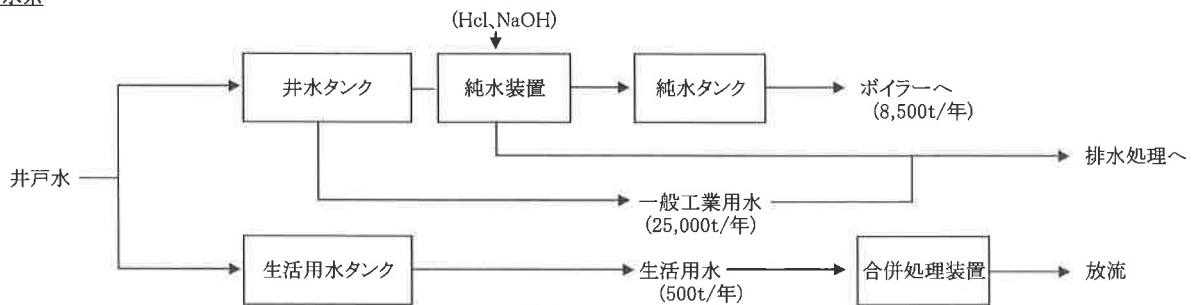 (Hcl、NaOH)
井水タンク
純水装置
純水タンク
ボイラーへ
(8,500t/年)
排水処理へ
井戸水
一般工業用水
(25,000t/年)
生活用水タンク
生活用水
(500t/年)
合併処理装置
放流